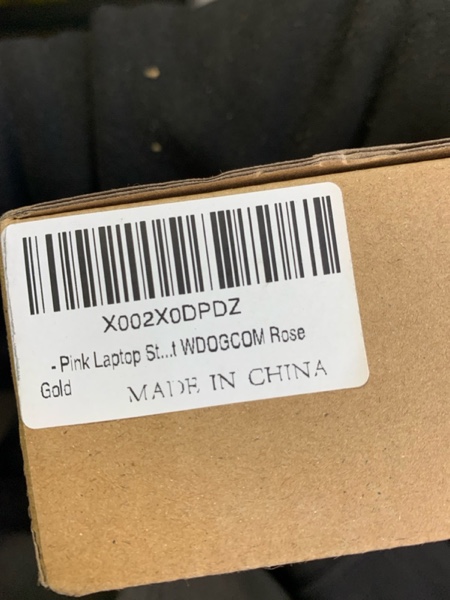 X002X0DPDZ
- Pink Laptop St...t WDOGCOM Rose
Gold
MADE IN CHINA